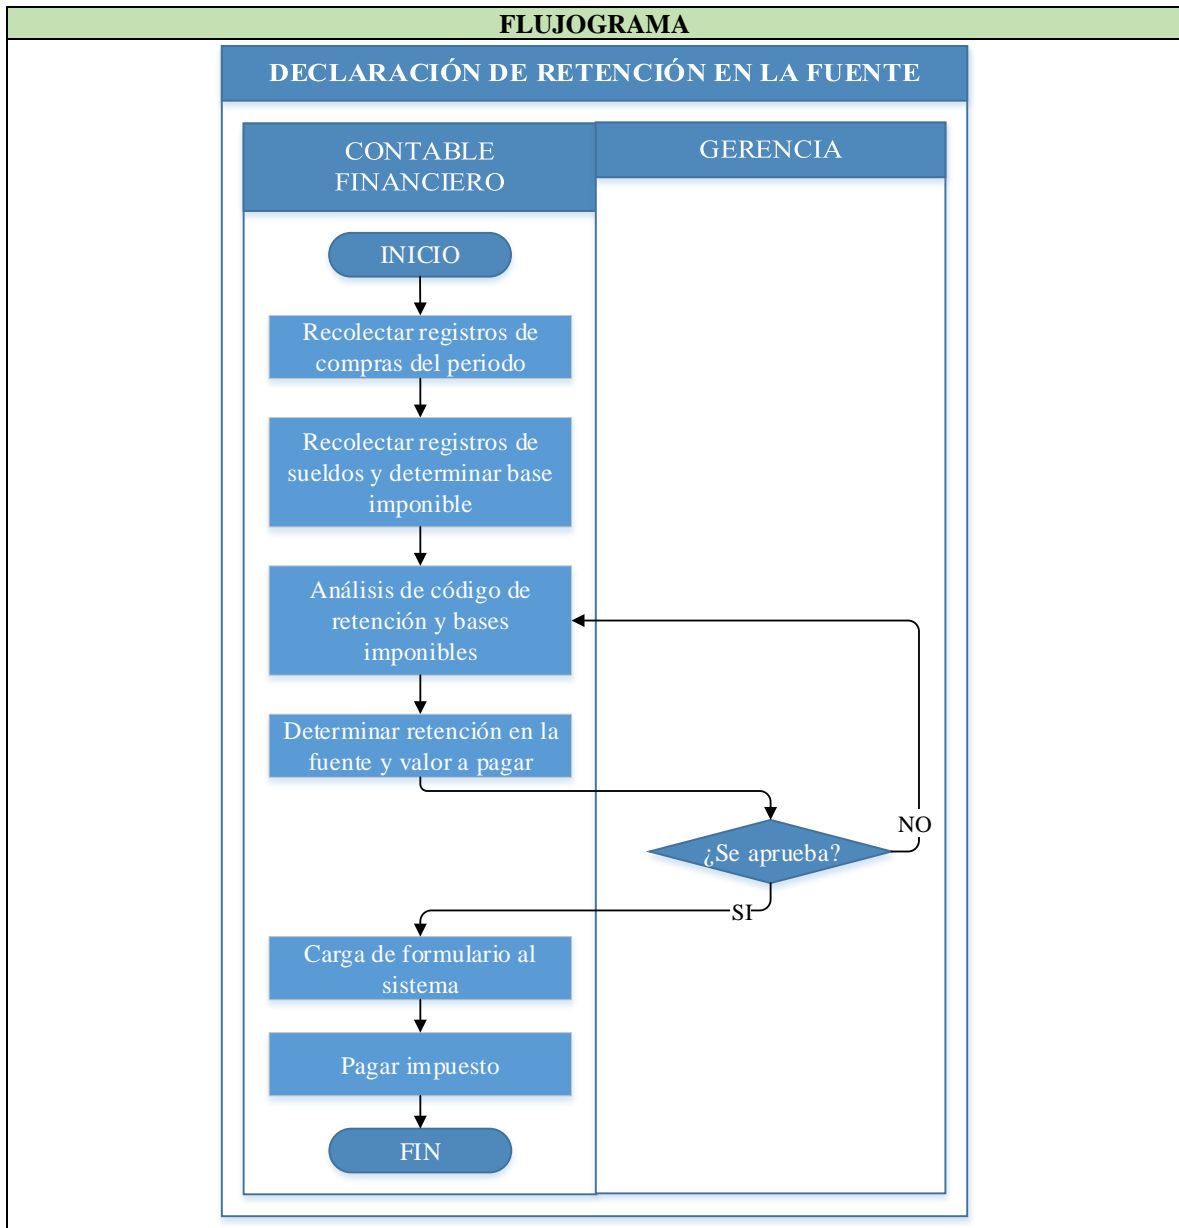 FLUJOGRAMA
DECLARACIÓN DE RETENCIÓN EN LA FUENTE
CONTABLE
FINANCIERO
GERENCIA
INICIO
Recolectar registros de
compras del periodo
Recolectar registros de
sueldos y determinar base
imponible
Análisis de código de
retención y bases
imponibles
Determinar retención en la
fuente y valor a pagar
¿Se aprueba?
NO
SI
Carga de formulario al
sistema
Pagar impuesto
FIN